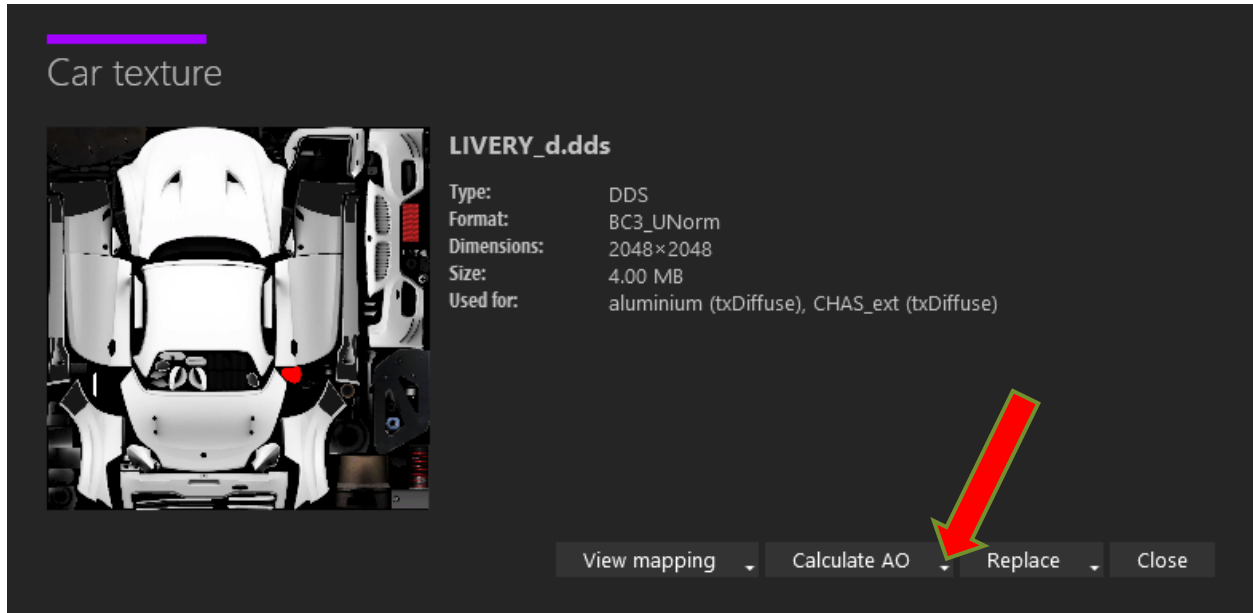 Car texture
LIVERY_d.dds
Type: DDS
Format: BC3_UNorm
Dimensions: 2048×2048
Size: 4.00 MB
Used for: aluminium (txDiffuse), CHAS_ext (txDiffuse)
View mapping Calculate AO Replace Close